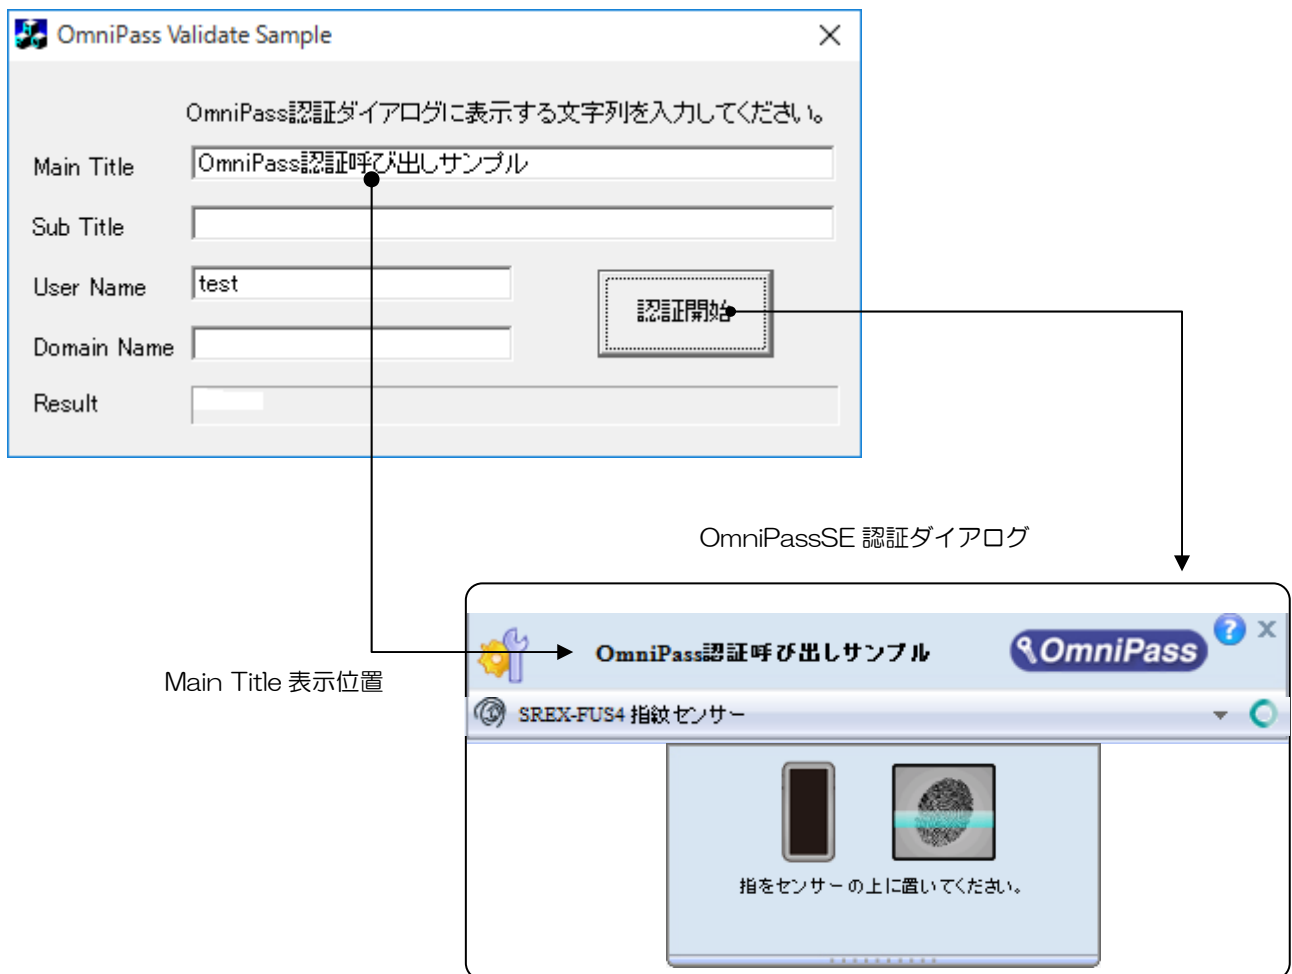 OmniPass Validate Sample
OmniPass認証ダイアログに表示する文字列を入力してください。
Main Title
OmniPass認証呼び出しサンプル
Sub Title
User Name
test
認証開始
Domain Name
Result
OmniPassSE 認証ダイアログ
Main Title 表示位置
OmniPass認証呼び出しサンプル
OmniPass
SREX-FUS4 指紋センサー
指をセンサーの上に置いてください。